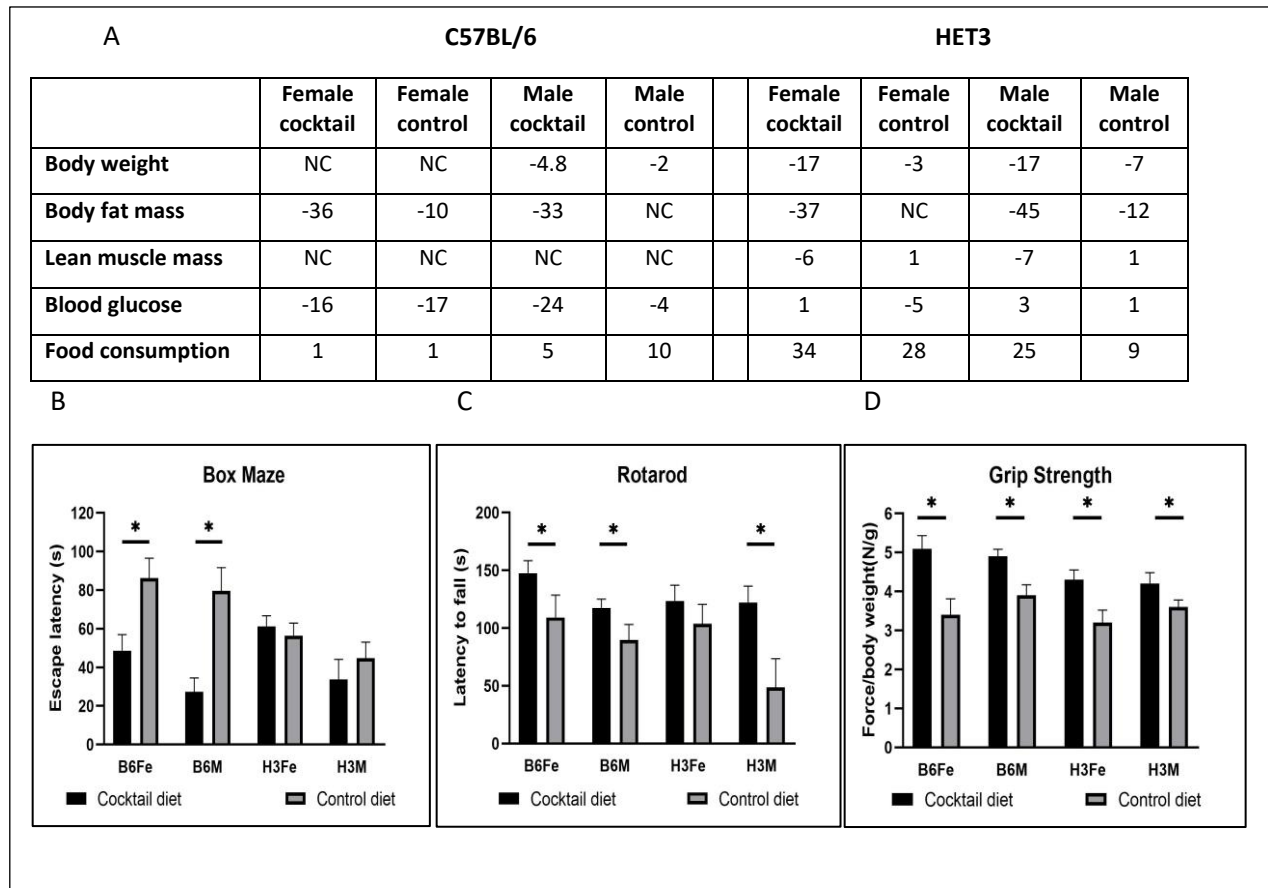 A C57BL/6 HET3
Female cocktail Female control Male cocktail Male control Female cocktail Female control Male cocktail Male control
Body weight NC NC -4.8 -2 -17 -3 -17 -7
Body fat mass -36 -10 -33 NC -37 NC -45 -12
Lean muscle mass NC NC NC NC -6 1 -7 1
Blood glucose -16 -17 -24 -4 1 -5 3 1
Food consumption 1 1 5 10 34 28 25 9
B C D
Box Maze
Escape latency (s)
120
100
80
60
40
20
0
* *
B6Fe B6M H3Fe H3M
Cocktail diet Control diet
Rotarod
Latency to fall (s)
200
150
100
50
0
* * *
B6Fe B6M H3Fe H3M
Cocktail diet Control diet
Grip Strength
Force/body weight(N/g)
6
5
4
3
2
1
0
* * * *
B6Fe B6M H3Fe H3M
Cocktail diet Control diet